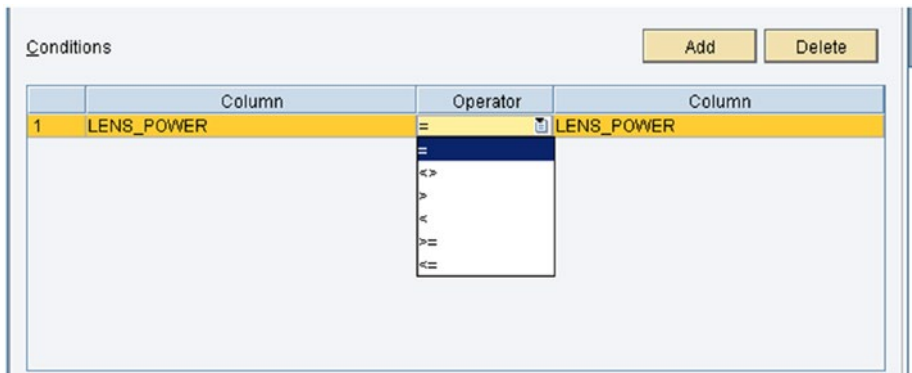 Conditions
Add
Delete
Column
Operator
Column
1
LENS_POWER
=
LENS_POWER
=
<>
>
<
>=
<=